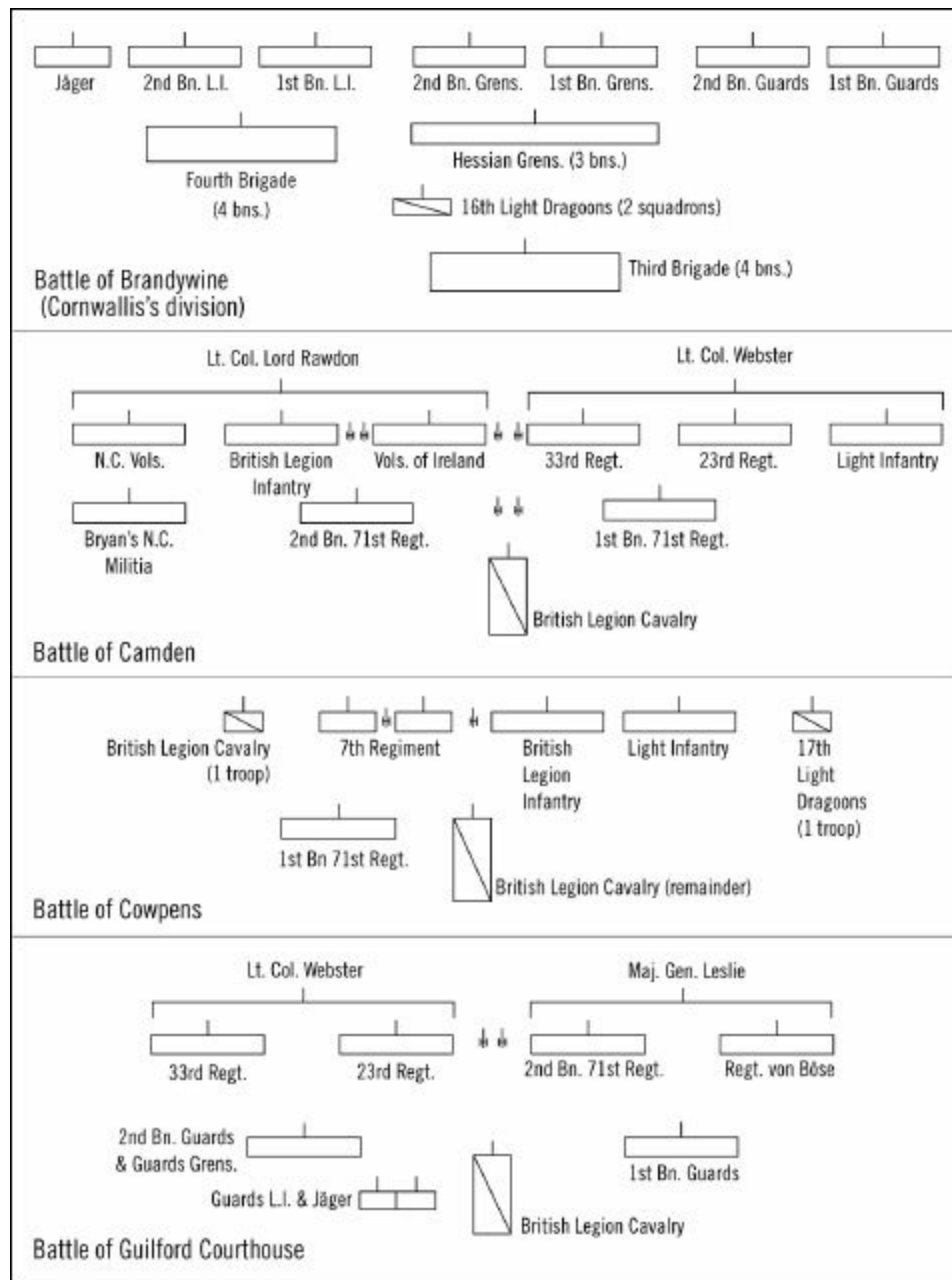 Jäger
2nd Bn. L.I.
1st Bn. L.I.
2nd Bn. Grens.
1st Bn. Grens.
2nd Bn. Guards
1st Bn. Guards
Fourth Brigade
(4 bns.)
Hessian Grens. (3 bns.)
16th Light Dragoons (2 squadrons)
Third Brigade (4 bns.)
Battle of Brandywine
(Cornwallis's division)
Lt. Col. Lord Rawdon
Lt. Col. Webster
N.C. Vols.
British Legion
Infantry
Vols. of Ireland
33rd Regt.
23rd Regt.
Light Infantry
Bryan's N.C.
Militia
2nd Bn. 71st Regt.
1st Bn. 71st Regt.
British Legion Cavalry
Battle of Camden
British Legion Cavalry
(1 troop)
7th Regiment
British
Legion
Infantry
Light Infantry
17th
Light
Dragoons
(1 troop)
1st Bn 71st Regt.
British Legion Cavalry (remainder)
Battle of Cowpens
Lt. Col. Webster
Maj. Gen. Leslie
33rd Regt.
23rd Regt.
2nd Bn. 71st Regt.
Regt. von Böse
2nd Bn. Guards
& Guards Grens.
1st Bn. Guards
Guards L.I. & Jäger
British Legion Cavalry
Battle of Guilford Courthouse